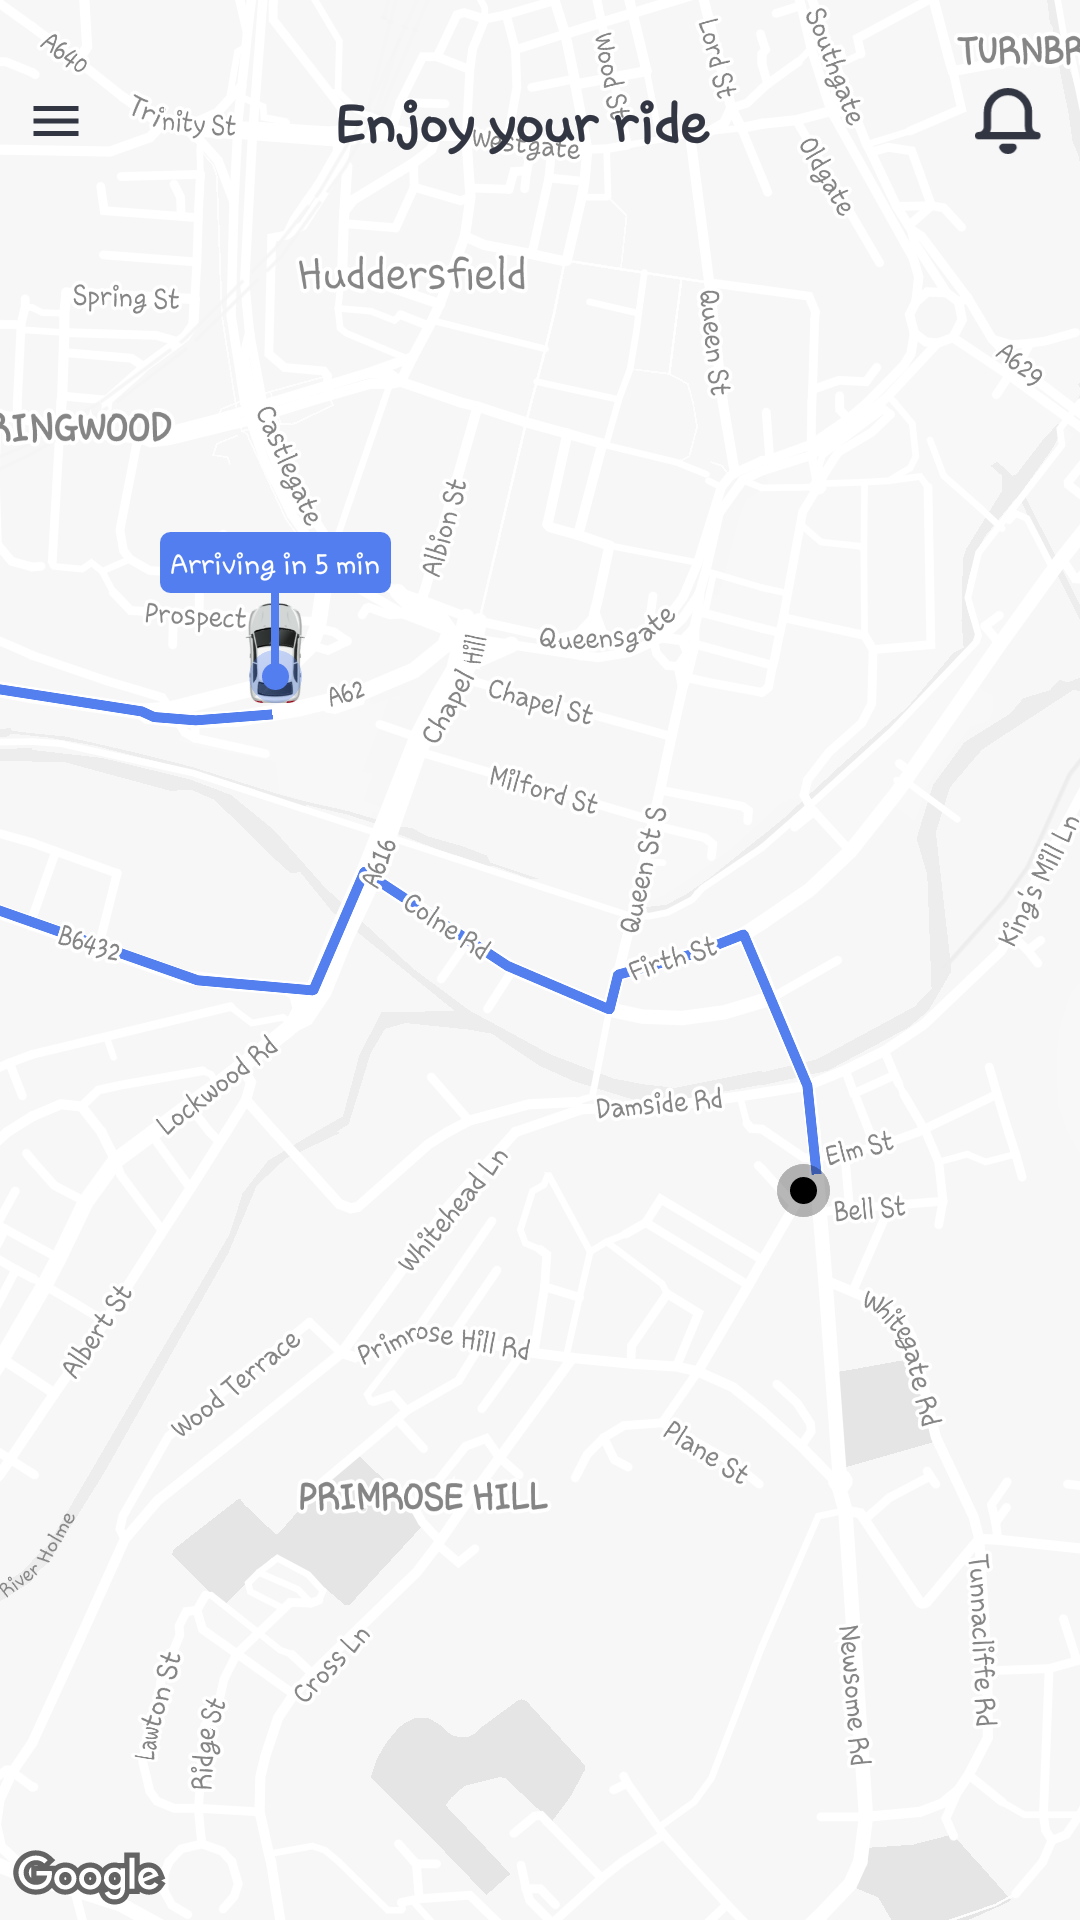 A640
Trinity St
Wood St
Lord St
Southgate
TURNBR
Enjoy your ride
Westgate
Oldgate
Huddersfield
Spring St
Queen St
A629
RINGWOOD
Castlegate
Albion St
Arriving in 5 min
Prospect
Queensgate
A62
Chapel Hill
Chapel St
Milford St
Queen St S
A616
King's Mill Ln
Colne Rd
B6432
Firth St
Lockwood Rd
Damside Rd
Elm St
Whitehead Ln
Bell St
Albert St
Primrose Hill Rd
Whitegate Rd
Wood Terrace
Plane St
PRIMROSE HILL
River Holme
Tunnacliffe Rd
Cross Ln
Newsome Rd
Lawton St
Ridge St
Google